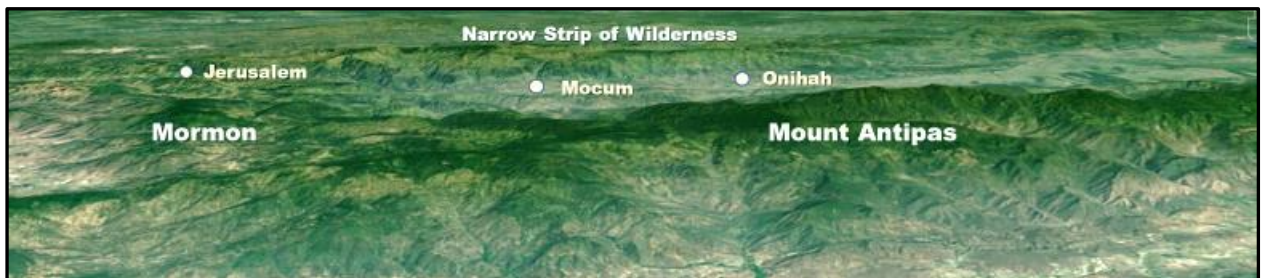 Narrow Strip of Wilderness
Jerusalem
Mocum
Onihah
Mormon
Mount Antipas